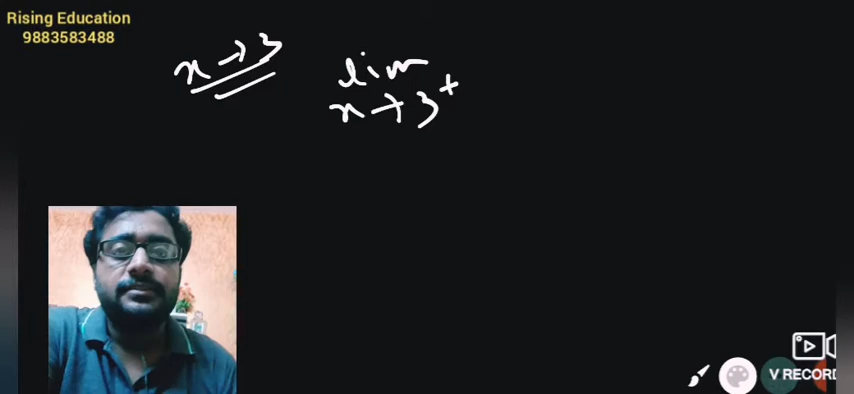 Rising Education
9883583488
x → 3
lim
x → 3⁺
V RECORD